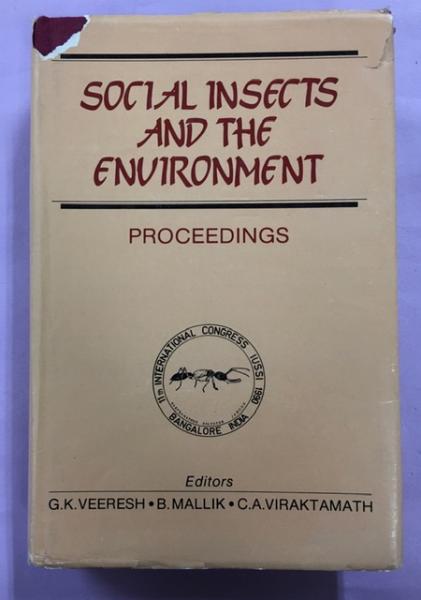 SOCIAL INSECTS
AND THE
ENVIRONMENT
PROCEEDINGS
11TH INTERNATIONAL CONGRESS IUSSI 1990
BANGALORE INDIA
Editors
G.K. VEERESH • B. MALLIK • C.A. VIRAKTAMATH